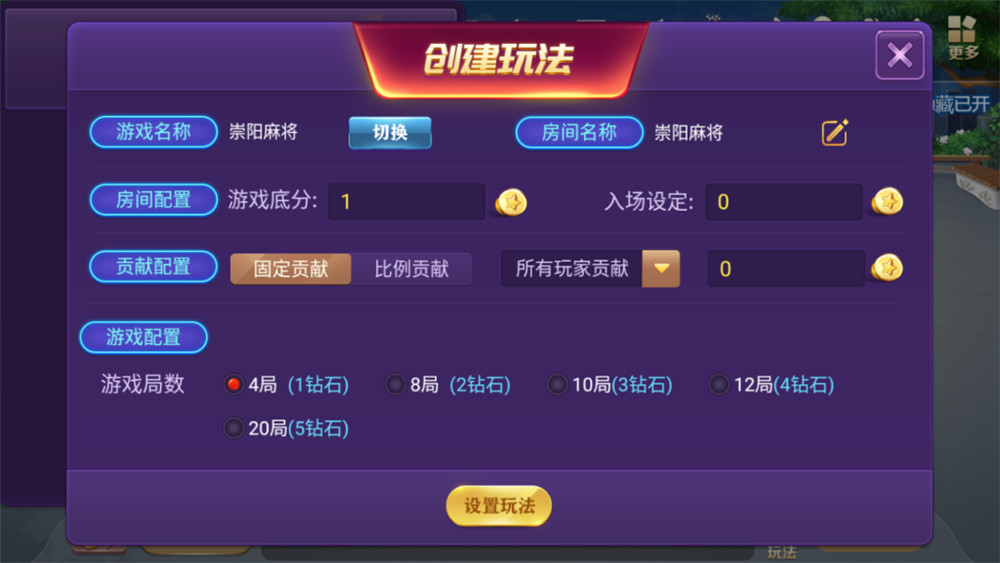 创建玩法
更多
藏已开
游戏名称 崇阳麻将 切换 房间名称 崇阳麻将
房间配置 游戏底分: 1 入场设定: 0
贡献配置 固定贡献 比例贡献 所有玩家贡献 0
游戏配置
游戏局数 4局 (1钻石) 8局 (2钻石) 10局(3钻石) 12局(4钻石)
20局(5钻石)
设置玩法
玩法